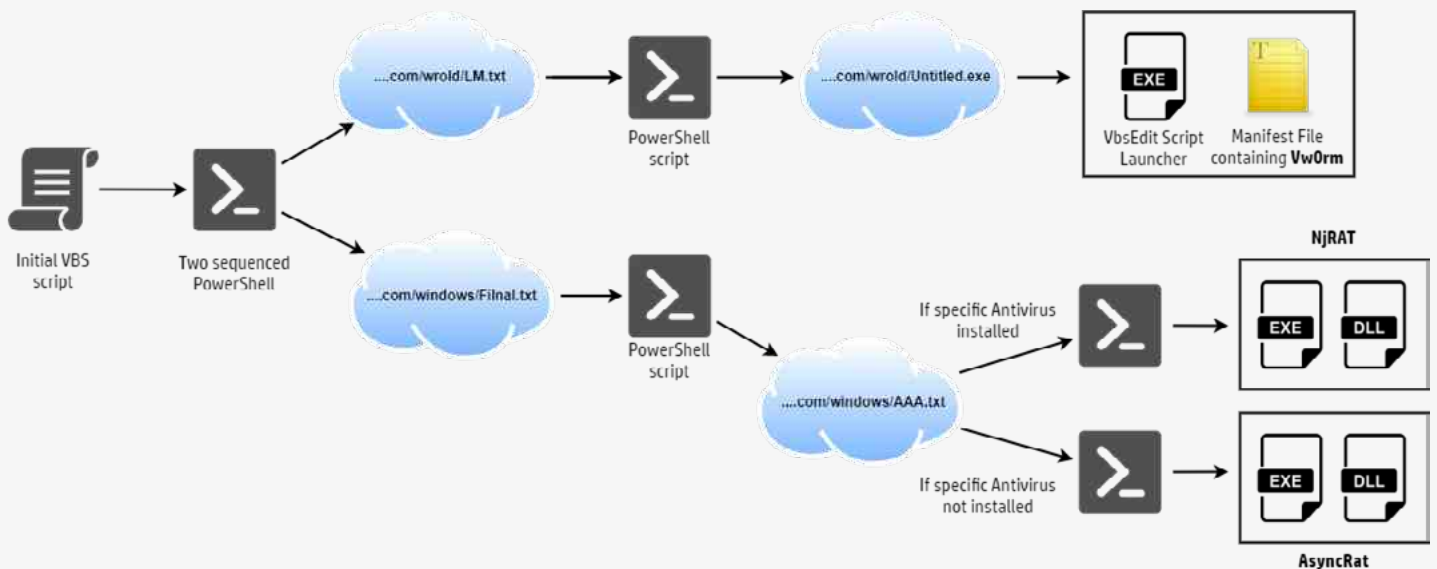 ....com/wrold/LM.txt
PowerShell
script
....com/wrold/Untitled.exe
EXE
VbsEdit Script
Launcher
T
Manifest File
containing Vw0rm
Initial VBS
script
Two sequenced
PowerShell
....com/windows/Filnal.txt
PowerShell
script
....com/windows/AAA.txt
If specific Antivirus
installed
NjRAT
EXE
DLL
If specific Antivirus
not installed
EXE
DLL
AsyncRat